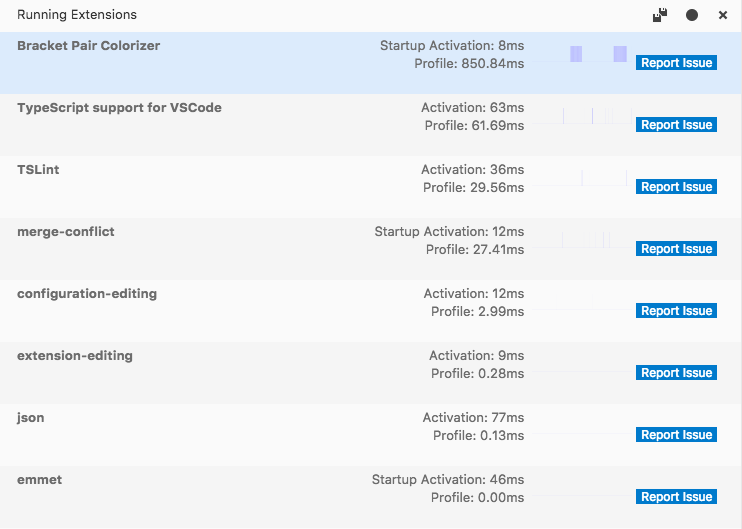 Running Extensions
Bracket Pair Colorizer
Startup Activation: 8ms
Profile: 850.84ms
Report Issue
TypeScript support for VSCode
Activation: 63ms
Profile: 61.69ms
Report Issue
TSLint
Activation: 36ms
Profile: 29.56ms
Report Issue
merge-conflict
Startup Activation: 12ms
Profile: 27.41ms
Report Issue
configuration-editing
Activation: 12ms
Profile: 2.99ms
Report Issue
extension-editing
Activation: 9ms
Profile: 0.28ms
Report Issue
json
Activation: 77ms
Profile: 0.13ms
Report Issue
emmet
Startup Activation: 46ms
Profile: 0.00ms
Report Issue